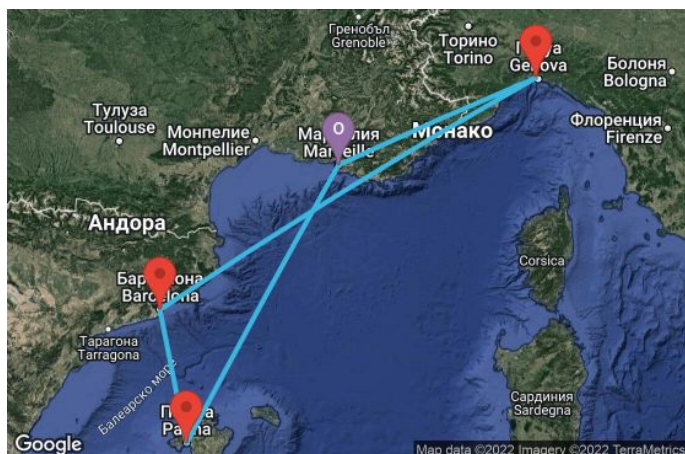 Гренобъл
Grenoble
Торино
Torino
Genova
Болоня
Bologna
Тулуза
Toulouse
Монпелие
Montpellier
O
Marseille
Монако
Флоренция
Firenze
Андора
Corsica
Barcelona
Тарагона
Tarragona
Балеарско море
Palma
Сардиния
Sardegna
Google
Map data ©2022 Imagery ©2022 TerraMetrics